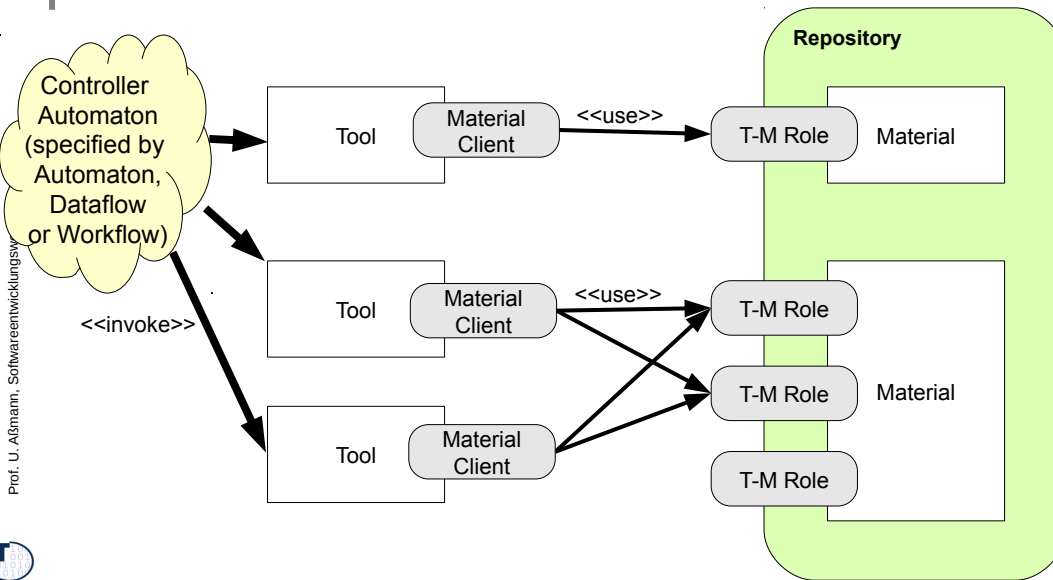 Repository
Controller
Automaton
(specified by
Automaton,
Dataflow
or Workflow)
<<invoke>>
Tool
Material
Client
<<use>>
T-M Role
Material
Tool
Material
Client
<<use>>
T-M Role
T-M Role
Material
Tool
Material
Client
T-M Role
Prof. U. Aßmann, Softwareentwicklungsw